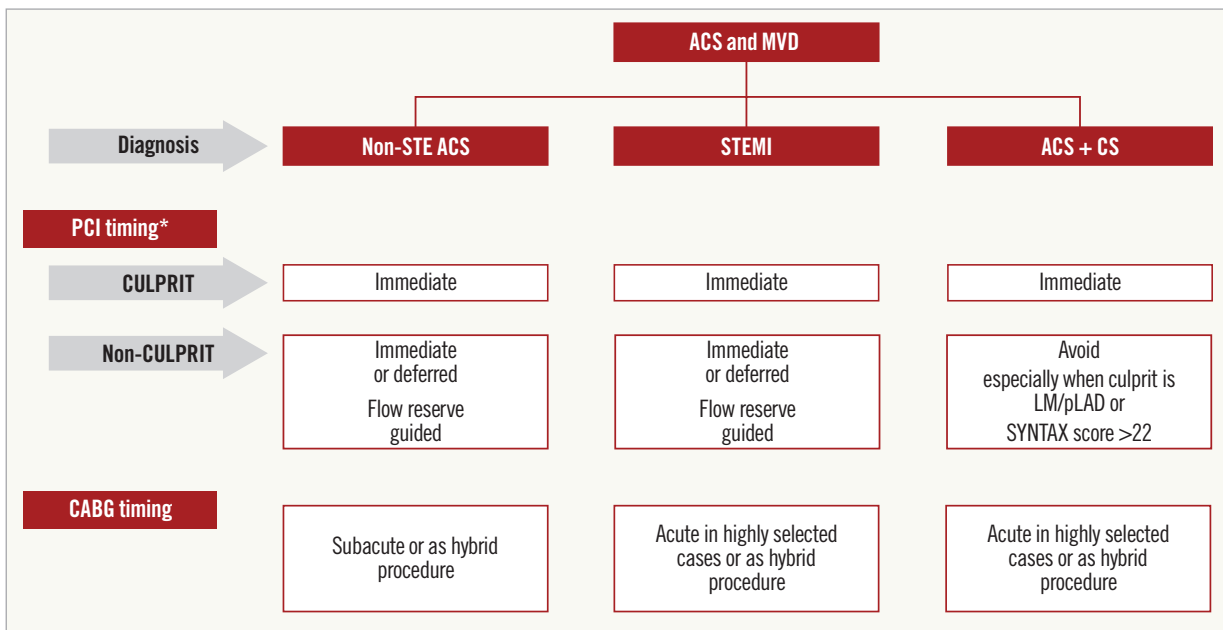 ACS and MVD
Diagnosis
Non-STE ACS
STEMI
ACS + CS
PCI timing*
CULPRIT
Immediate
Immediate
Immediate
Non-CULPRIT
Immediate
or deferred
Flow reserve
guided
Immediate
or deferred
Flow reserve
guided
Avoid
especially when culprit is
LM/pLAD or
SYNTAX score >22
CABG timing
Subacute or as hybrid
procedure
Acute in highly selected
cases or as hybrid
procedure
Acute in highly selected
cases or as hybrid
procedure